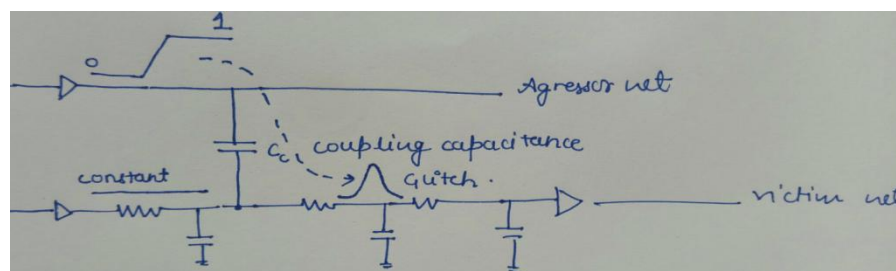 1
0
Agressor net
Cc coupling capacitance
constant
Glitch.
victim net